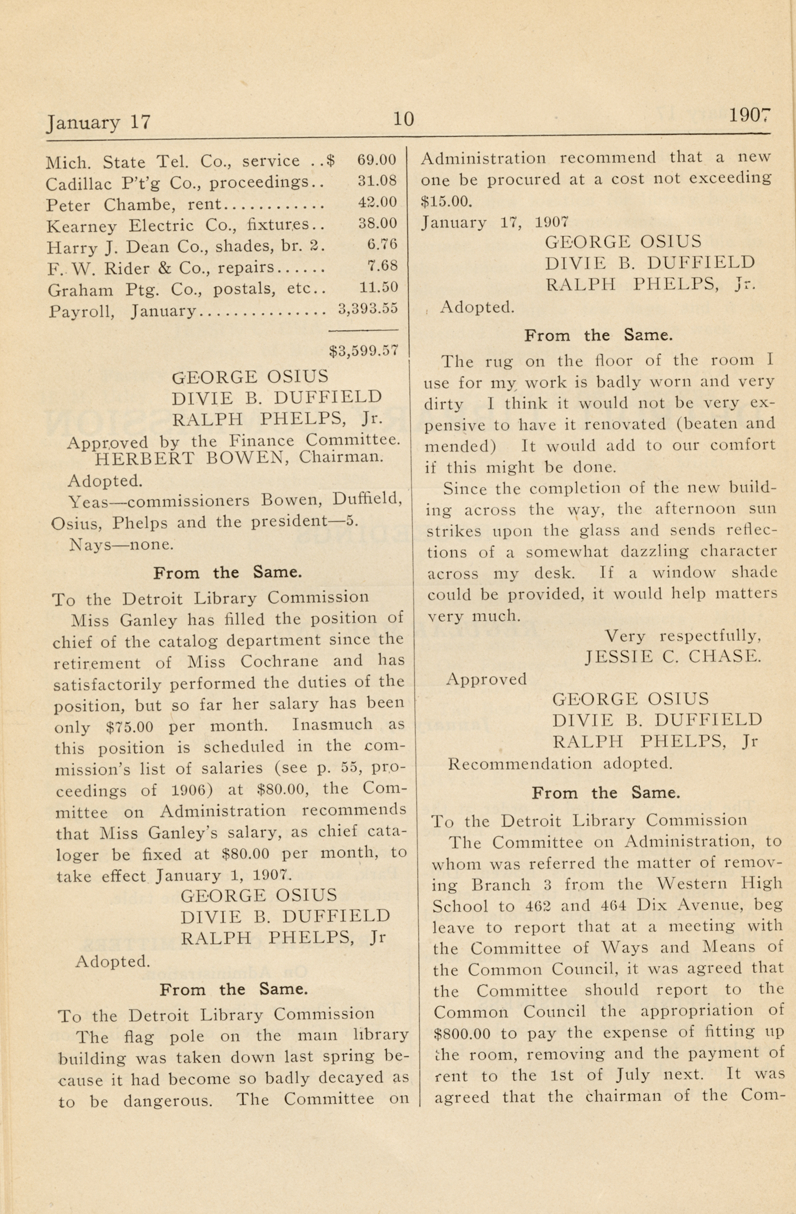 January 17 10 1907
Mich. State Tel. Co., service ..$ 69.00
Cadillac P't'g Co., proceedings.. 31.08
Peter Chambe, rent............ 42.00
Kearney Electric Co., fixtures.. 38.00
Harry J. Dean Co., shades, br. 2. 6.76
F. W. Rider & Co., repairs...... 7.68
Graham Ptg. Co., postals, etc.. 11.50
Payroll, January............... 3,393.55
$3,599.57
GEORGE OSIUS
DIVIE B. DUFFIELD
RALPH PHELPS, Jr.
Approved by the Finance Committee.
HERBERT BOWEN, Chairman.
Adopted.
Yeas—commissioners Bowen, Duffield,
Osius, Phelps and the president—5.
Nays—none.
From the Same.
To the Detroit Library Commission
Miss Ganley has filled the position of
chief of the catalog department since the
retirement of Miss Cochrane and has
satisfactorily performed the duties of the
position, but so far her salary has been
only $75.00 per month. Inasmuch as
this position is scheduled in the com-
mission's list of salaries (see p. 55, pro-
ceedings of 1906) at $80.00, the Com-
mittee on Administration recommends
that Miss Ganley's salary, as chief cata-
loger be fixed at $80.00 per month, to
take effect January 1, 1907.
GEORGE OSIUS
DIVIE B. DUFFIELD
RALPH PHELPS, Jr
Adopted.
From the Same.
To the Detroit Library Commission
The flag pole on the main library
building was taken down last spring be-
cause it had become so badly decayed as
to be dangerous. The Committee on
Administration recommend that a new
one be procured at a cost not exceeding
$15.00.
January 17, 1907
GEORGE OSIUS
DIVIE B. DUFFIELD
RALPH PHELPS, Jr.
Adopted.
From the Same.
The rug on the floor of the room I
use for my work is badly worn and very
dirty I think it would not be very ex-
pensive to have it renovated (beaten and
mended) It would add to our comfort
if this might be done.
Since the completion of the new build-
ing across the way, the afternoon sun
strikes upon the glass and sends reflec-
tions of a somewhat dazzling character
across my desk. If a window shade
could be provided, it would help matters
very much.
Very respectfully,
JESSIE C. CHASE.
Approved
GEORGE OSIUS
DIVIE B. DUFFIELD
RALPH PHELPS, Jr
Recommendation adopted.
From the Same.
To the Detroit Library Commission
The Committee on Administration, to
whom was referred the matter of remov-
ing Branch 3 from the Western High
School to 462 and 464 Dix Avenue, beg
leave to report that at a meeting with
the Committee of Ways and Means of
the Common Council, it was agreed that
the Committee should report to the
Common Council the appropriation of
$800.00 to pay the expense of fitting up
the room, removing and the payment of
rent to the 1st of July next. It was
agreed that the chairman of the Com-